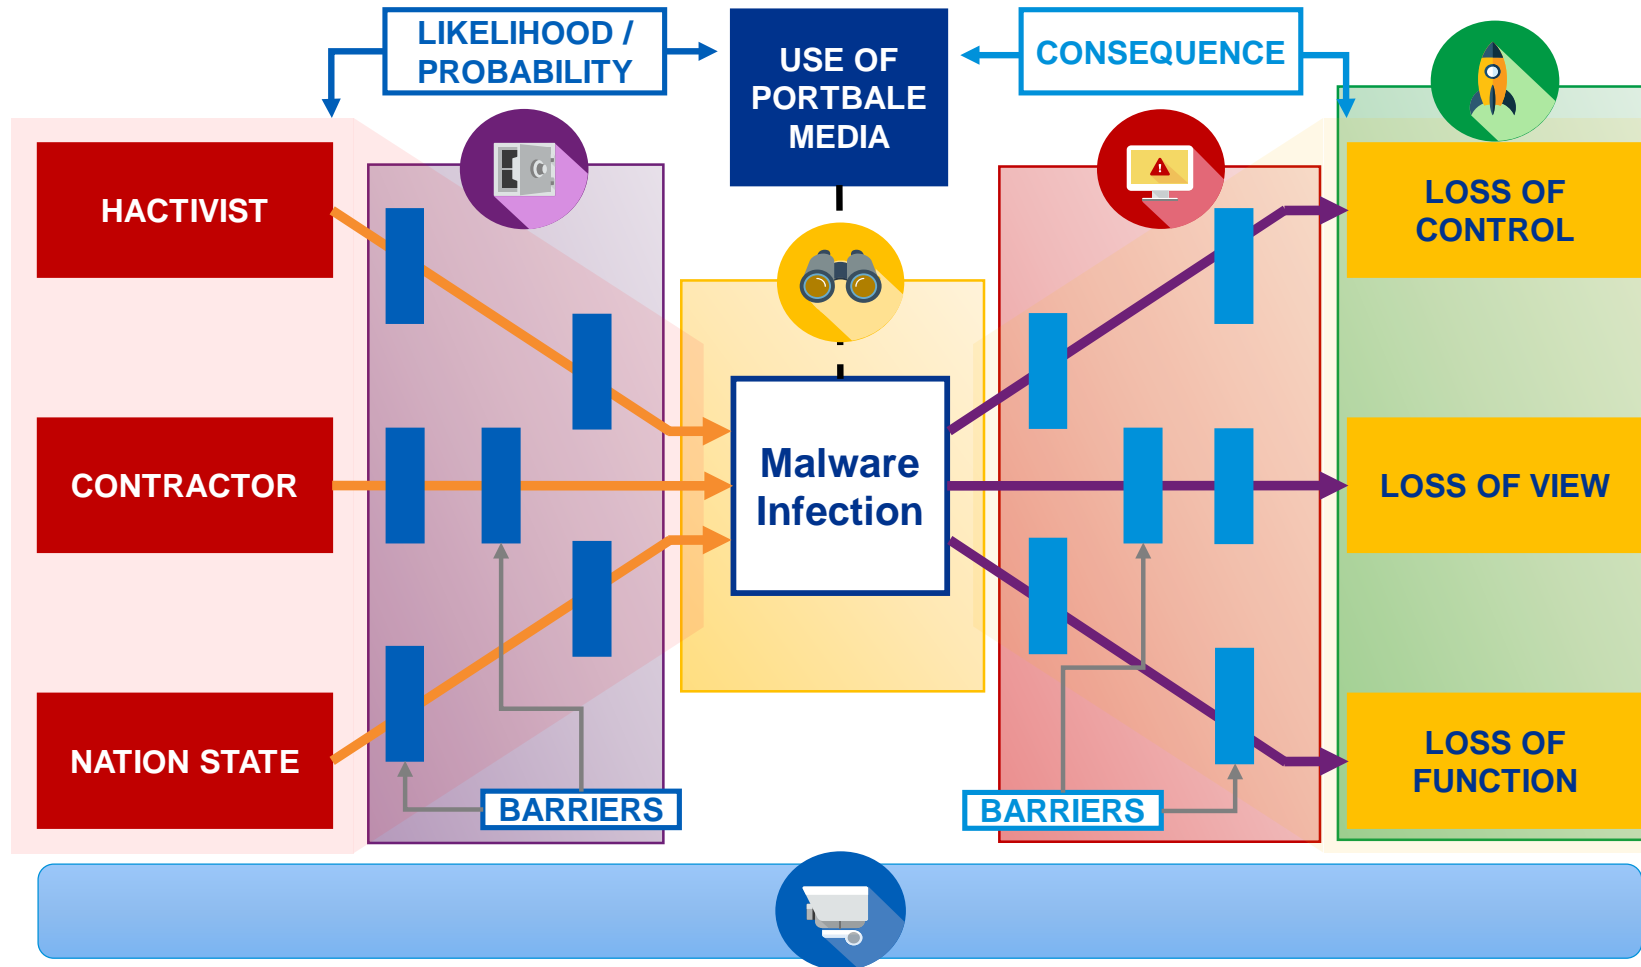 LIKELIHOOD /
PROBABILITY
USE OF
PORTBALE
MEDIA
CONSEQUENCE
HACTIVIST
LOSS OF
CONTROL
CONTRACTOR
Malware
Infection
LOSS OF VIEW
NATION STATE
LOSS OF
FUNCTION
BARRIERS
BARRIERS